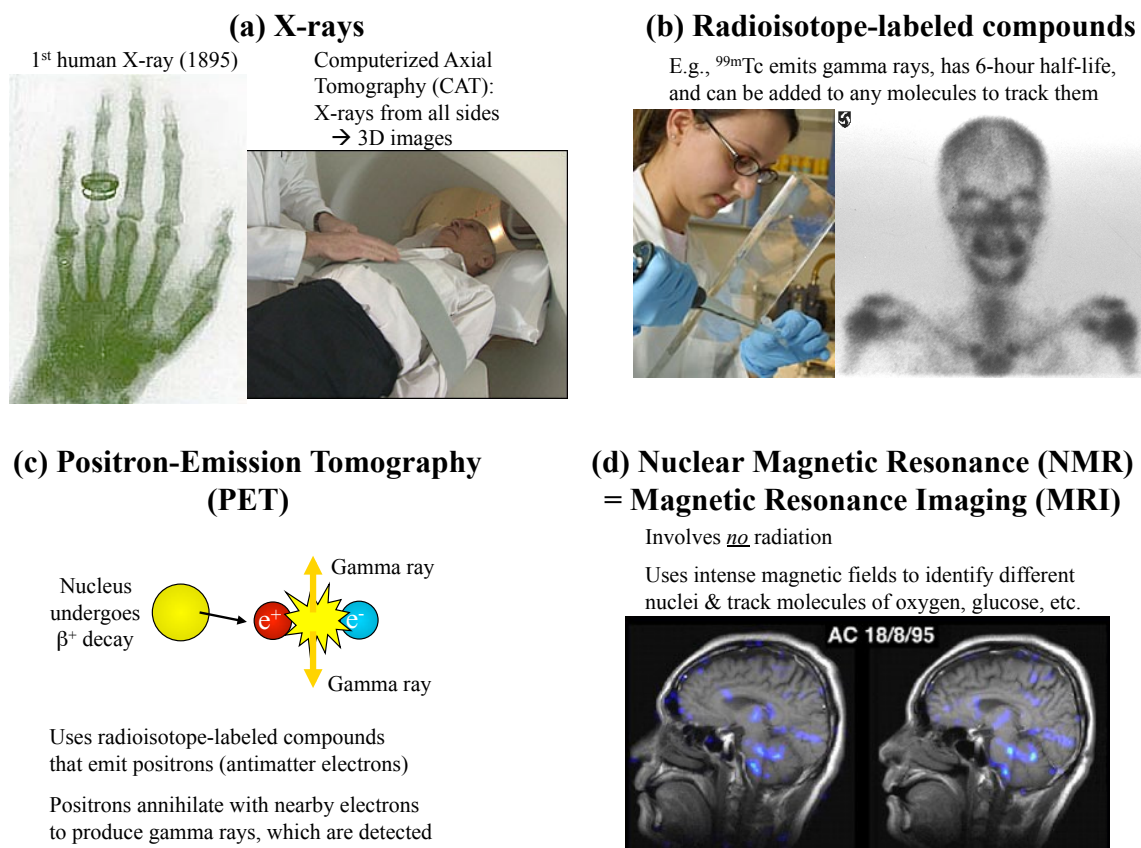 (a) X-rays
1st human X-ray (1895)
Computerized Axial
Tomography (CAT):
X-rays from all sides
→ 3D images
(b) Radioisotope-labeled compounds
E.g., 99mTc emits gamma rays, has 6-hour half-life,
and can be added to any molecules to track them
(c) Positron-Emission Tomography
(PET)
Nucleus
undergoes
β+ decay
e+
e-
Gamma ray
Gamma ray
Uses radioisotope-labeled compounds
that emit positrons (antimatter electrons)
Positrons annihilate with nearby electrons
to produce gamma rays, which are detected
(d) Nuclear Magnetic Resonance (NMR)
= Magnetic Resonance Imaging (MRI)
Involves no radiation
Uses intense magnetic fields to identify different
nuclei & track molecules of oxygen, glucose, etc.
AC 18/8/95